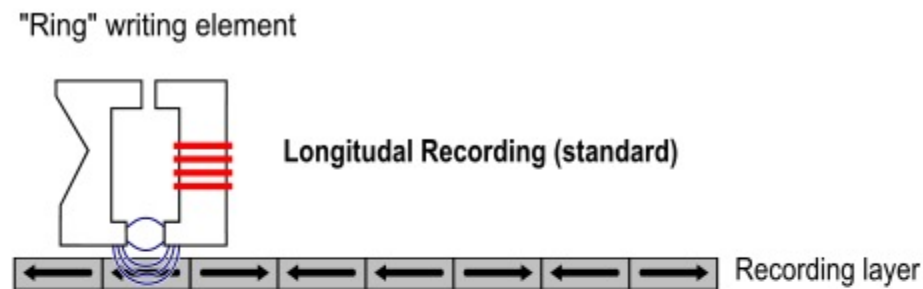 "Ring" writing element
Longitudal Recording (standard)
Recording layer